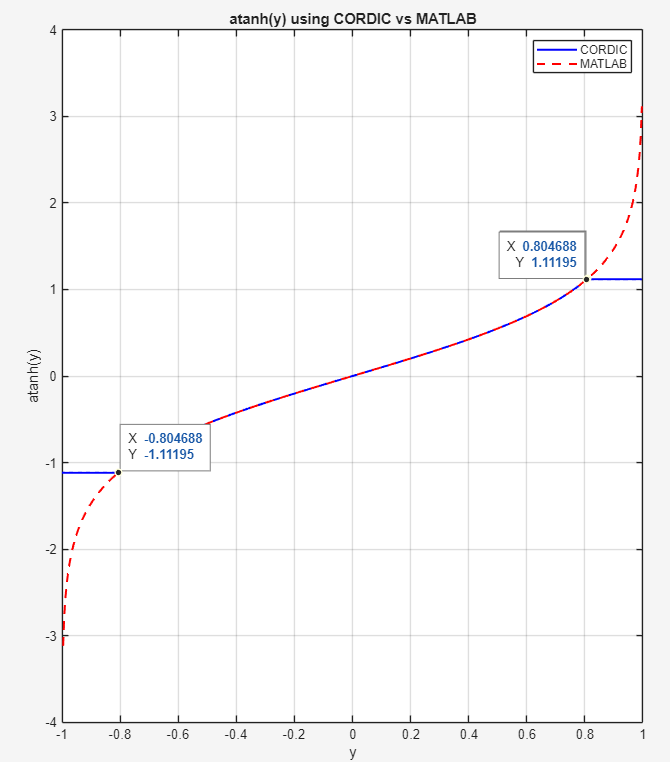 atanh(y) using CORDIC vs MATLAB
CORDIC
MATLAB
4
3
2
1
0
-1
-2
-3
-4
atanh(y)
X 0.804688
Y 1.11195
X -0.804688
Y -1.11195
-1 -0.8 -0.6 -0.4 -0.2 0 0.2 0.4 0.6 0.8 1
y